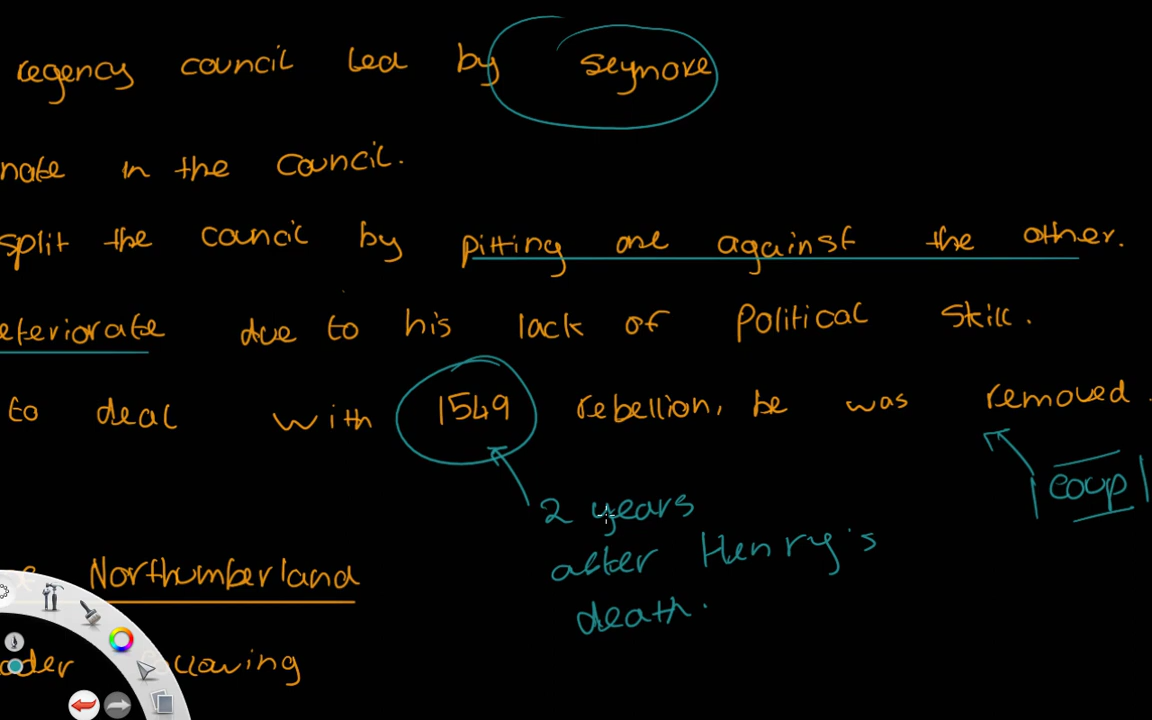 regency council led by seymore
nate in the council.
split the council by pitting one against the other.
eteriorate due to his lack of Political Skill.
to deal with 1549 rebellion, he was removed.
coup
2 years
after Henry's
death.
Northumberland
oder ollowing